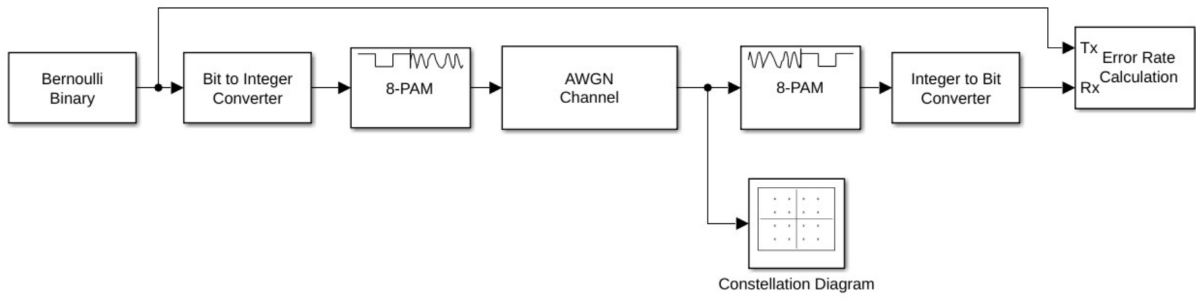 Bernoulli
Binary
Bit to Integer
Converter
8-PAM
AWGN
Channel
8-PAM
Integer to Bit
Converter
Tx
Rx
Error Rate
Calculation
Constellation Diagram